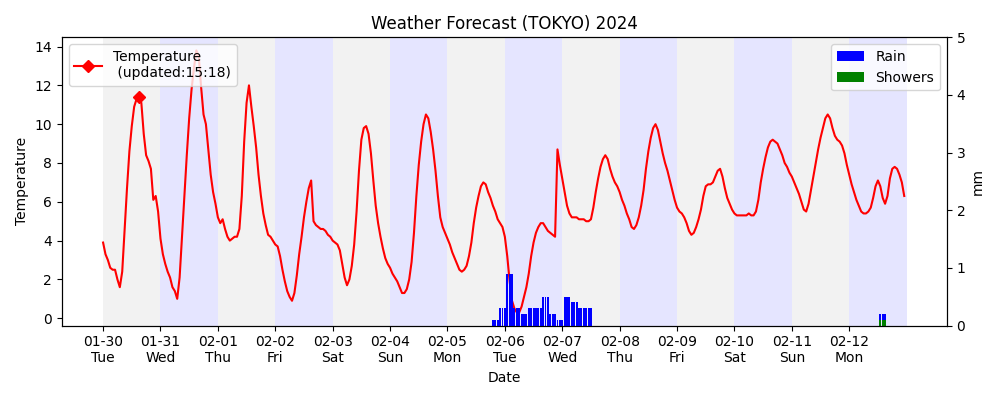 Weather Forecast (TOKYO) 2024
Temperature
(updated:15:18)
Rain
Showers
14
12
10
8
6
4
2
0
Temperature
5
4
3
2
1
0
mm
01-30 01-31 02-01 02-02 02-03 02-04 02-05 02-06 02-07 02-08 02-09 02-10 02-11 02-12
Tue Wed Thu Fri Sat Sun Mon Tue Wed Thu Fri Sat Sun Mon
Date